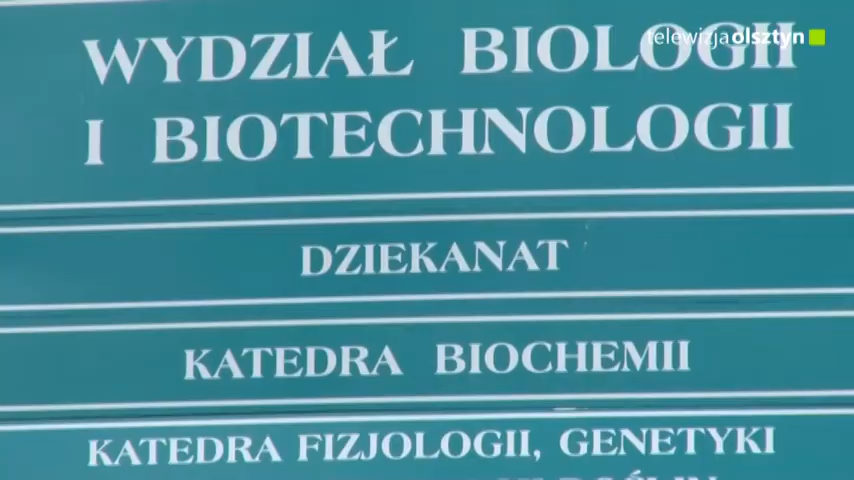 telewizjaolsztyn
WYDZIAŁ BIOLOGII
I BIOTECHNOLOGII
DZIEKANAT
KATEDRA BIOCHEMII
KATEDRA FIZJOLOGII, GENETYKI